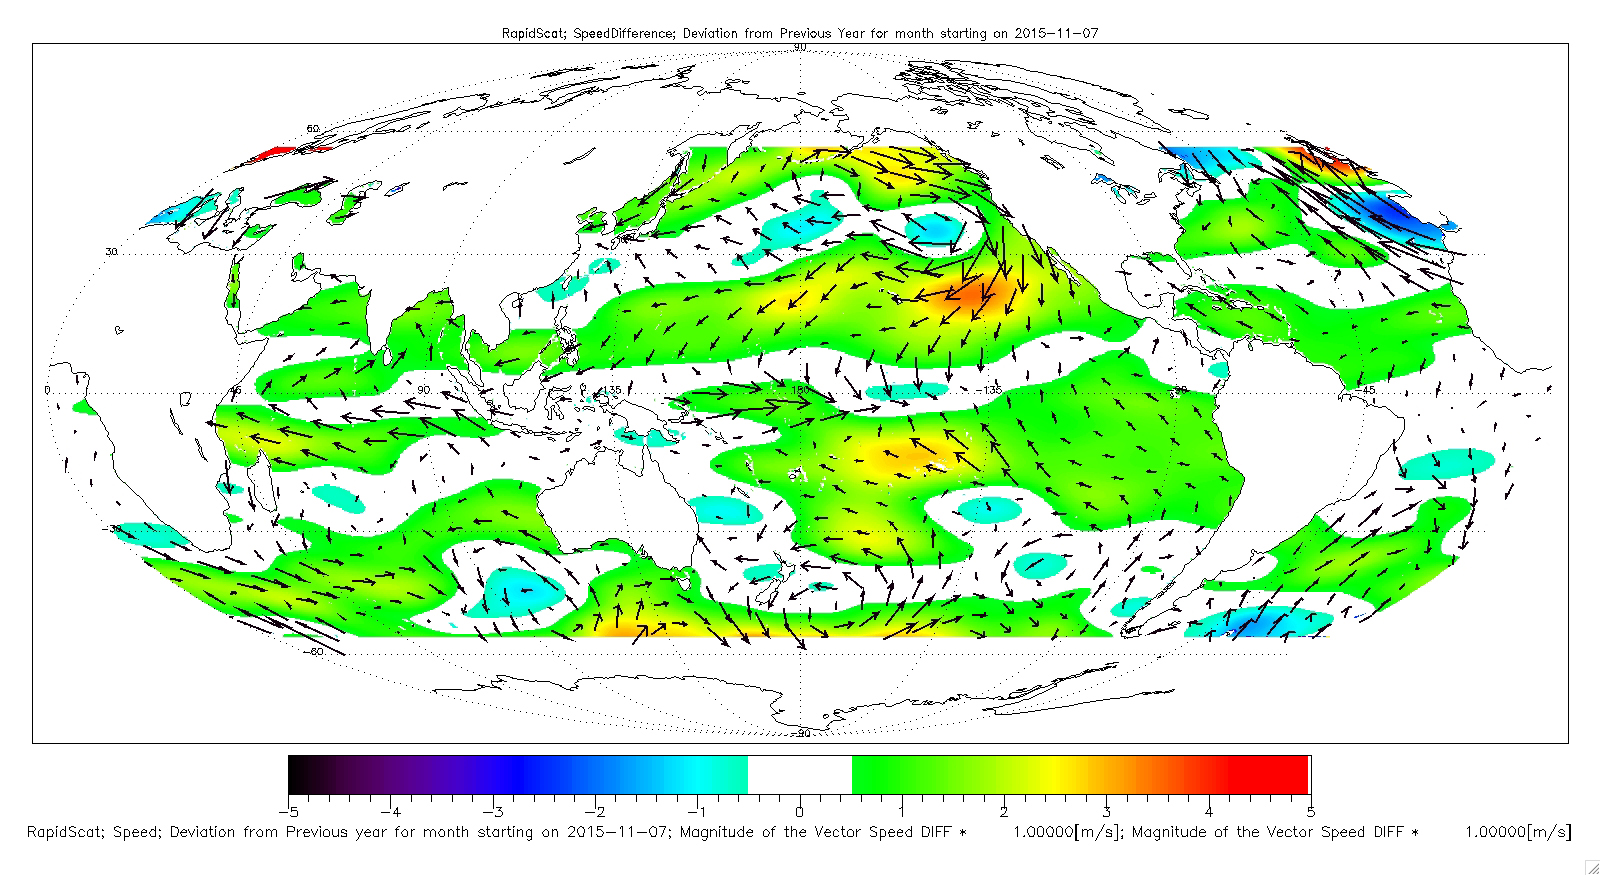 RapidScat; SpeedDifference; Deviation from Previous Year for month starting on 2015-11-07
90
60
30
0 45 90 135 180 -135 -90 -45
-30
-60
-90
-5 -4 -3 -2 -1 0 1 2 3 4 5
RapidScat; Speed; Deviation from Previous year for month starting on 2015-11-07; Magnitude of the Vector Speed DIFF * 1.00000[m/s]; Magnitude of the Vector Speed DIFF * 1.00000[m/s]